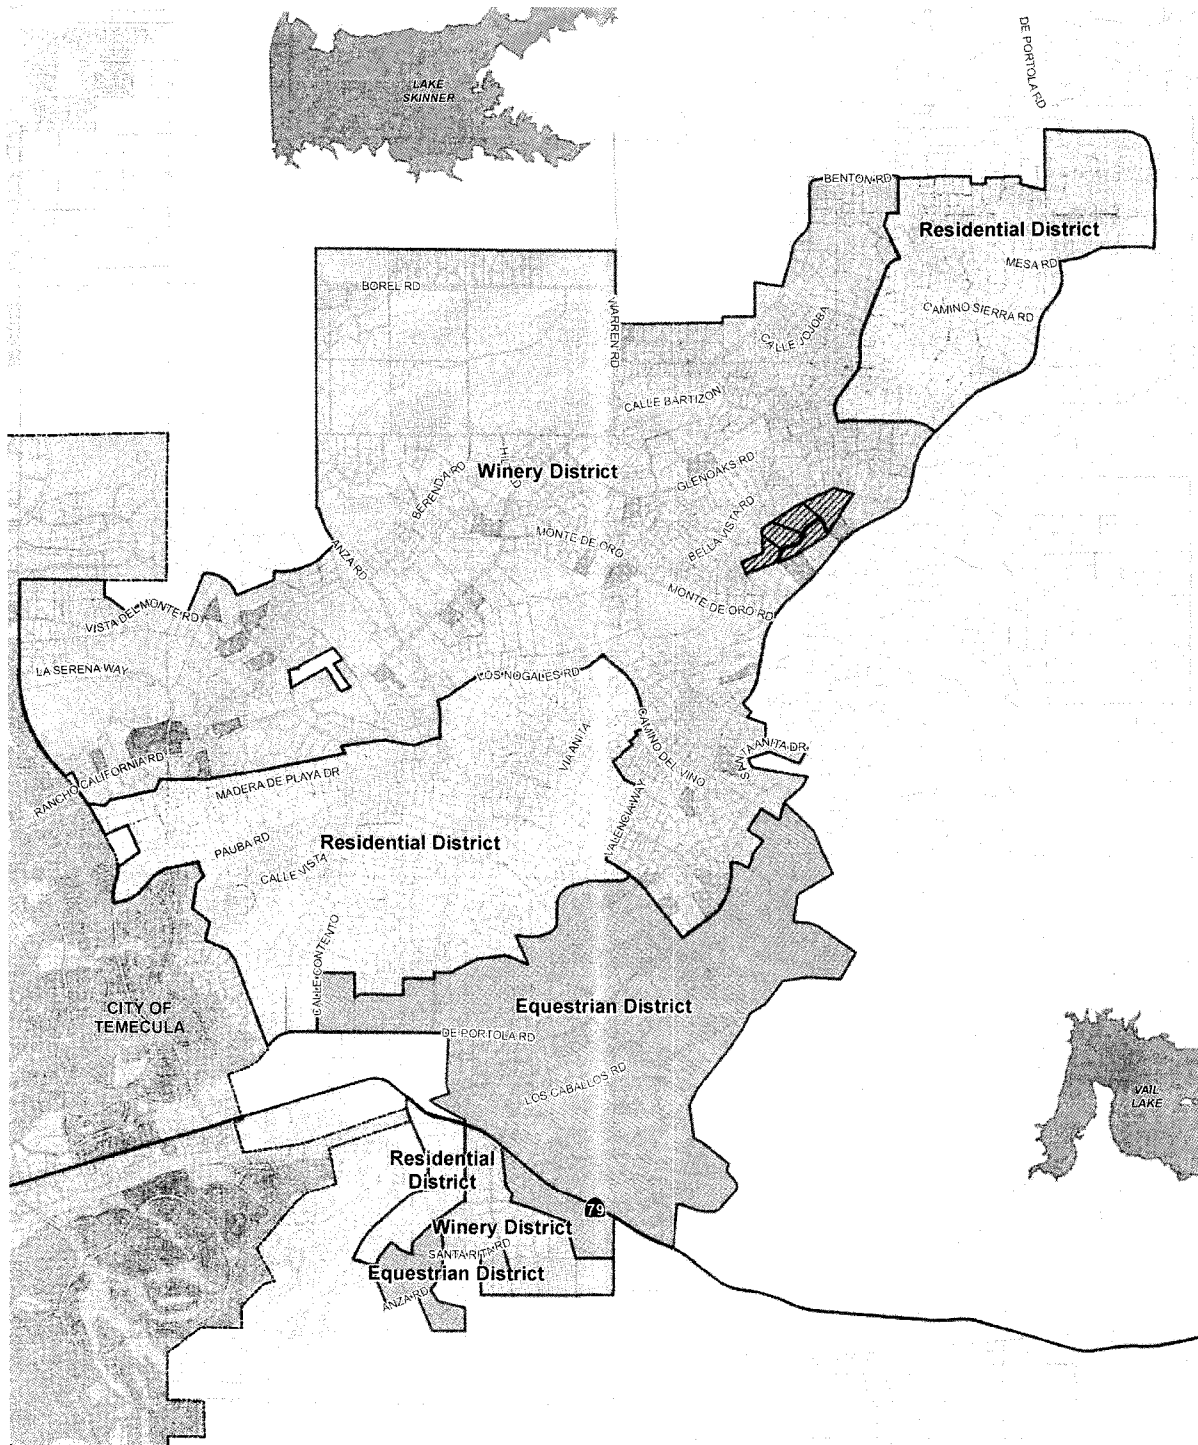 DE PORTOLA RD
LAKE
SKINNER
BENTON RD
Residential District
MESA RD
BOREL RD
CAMINO SIERRA RD
WARREN RD
CALLE JOJOBA
CALLE BARTIZON
Winery District
BERENDA RD
GLENOAKS RD
BELLA VISTA RD
MONTE DE ORO
ANZA RD
MONTE DE ORO RD
VISTA DEL MONTE RD
LA SERENA WAY
LOS NOGALES RD
CAMINO DEL VINO
VIA ANITA
SANTA ANITA DR
RANCHO CALIFORNIA RD
MADERA DE PLAYA DR
VALENCIA WAY
PAUBA RD
Residential District
CALLE VISTA
CALLE CONTENTO
CITY OF
TEMECULA
Equestrian District
DE PORTOLA RD
LOS CABALLOS RD
VAIL
LAKE
Residential
District
79
Winery District
SANTA RITA RD
Equestrian District
ANZA RD